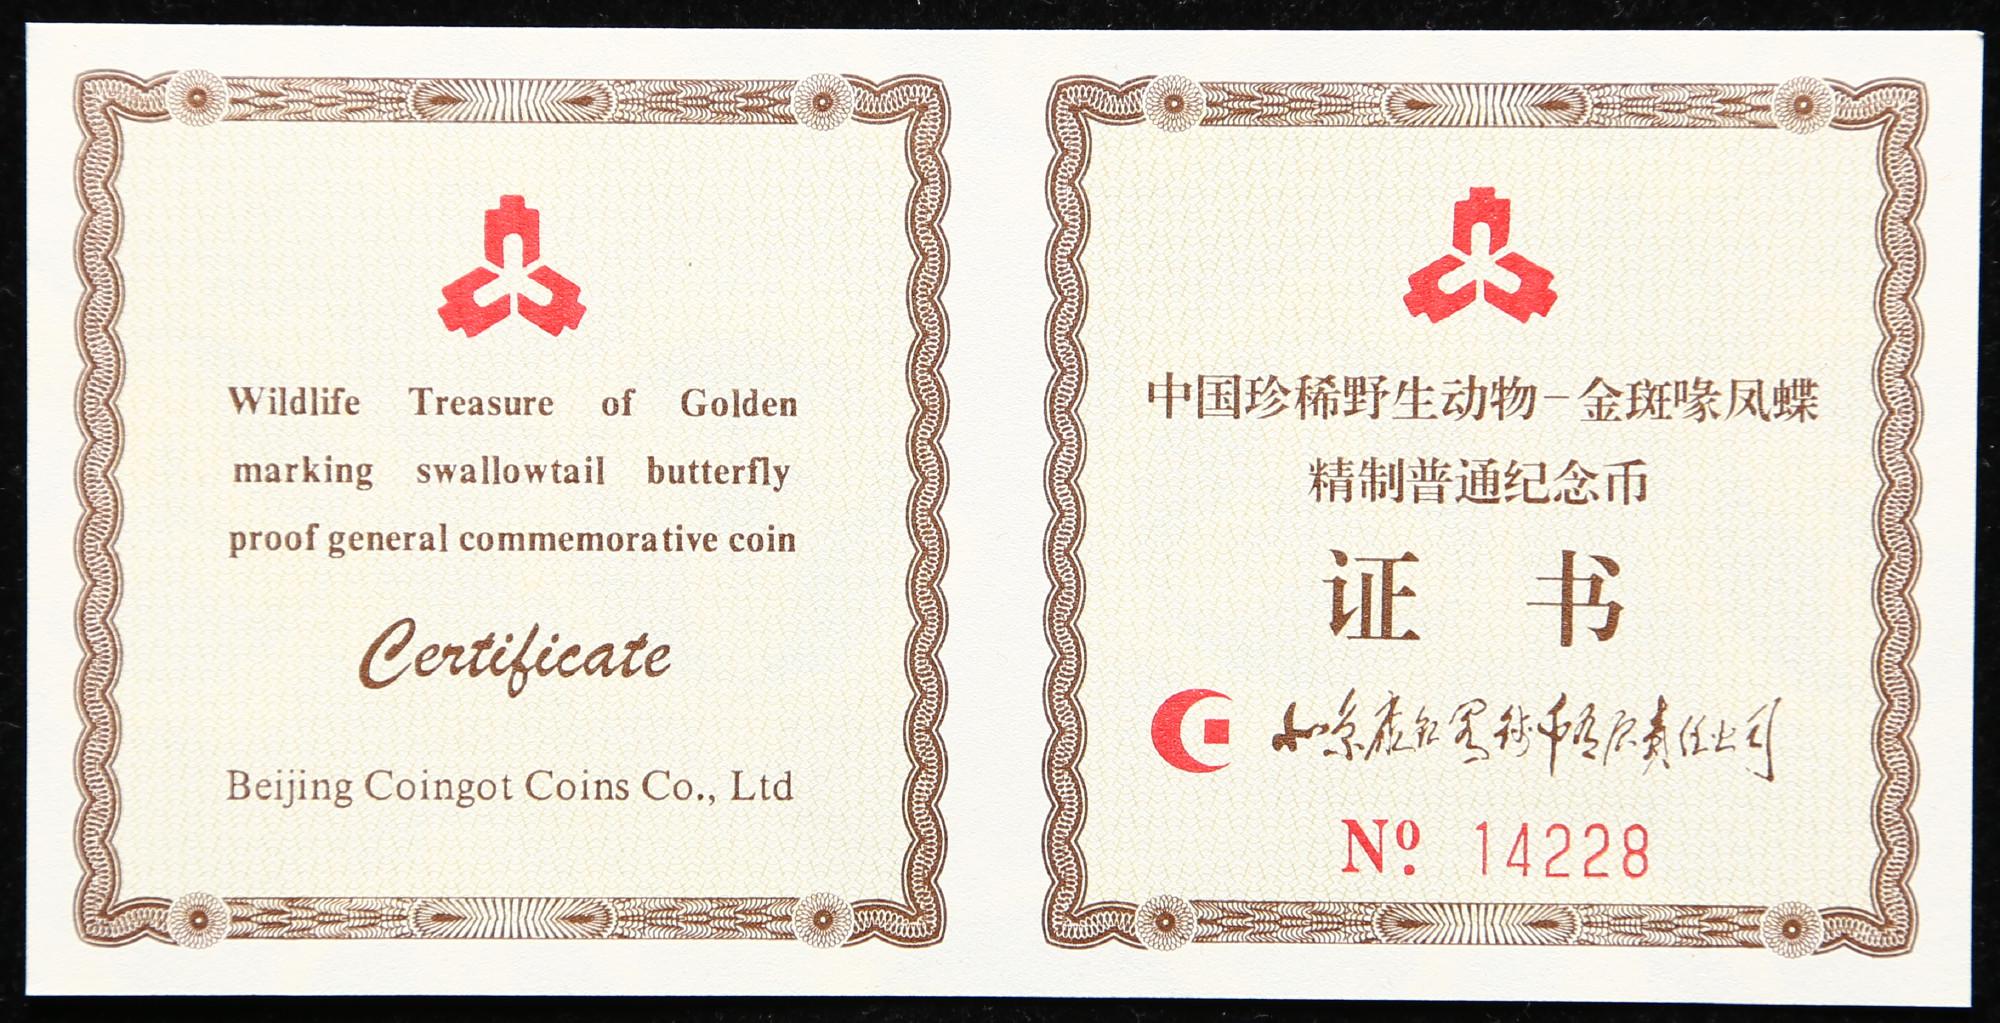 Wildlife Treasure of Golden
marking swallowtail butterfly
proof general commemorative coin
Certificate
Beijing Coingot Coins Co., Ltd
中国珍稀野生动物-金斑喙凤蝶
精制普通纪念币
证 书
Nº. 14228